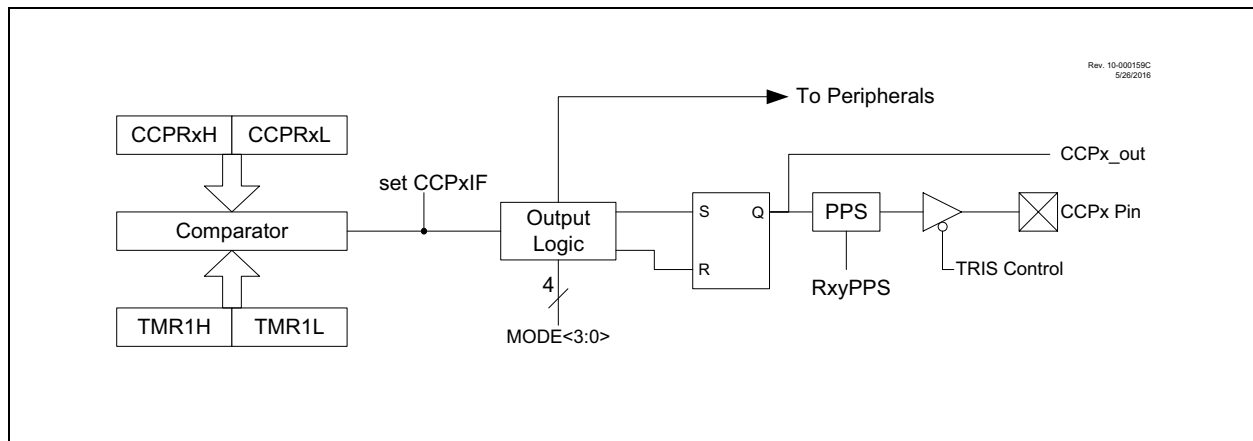 Rev. 10-000159C
5/26/2016
To Peripherals
CCPRxH CCPRxL
CCPx_out
set CCPxIF
S Q
PPS
CCPx Pin
Comparator
Output
Logic
R
TRIS Control
4
RxyPPS
TMR1H TMR1L
MODE<3:0>